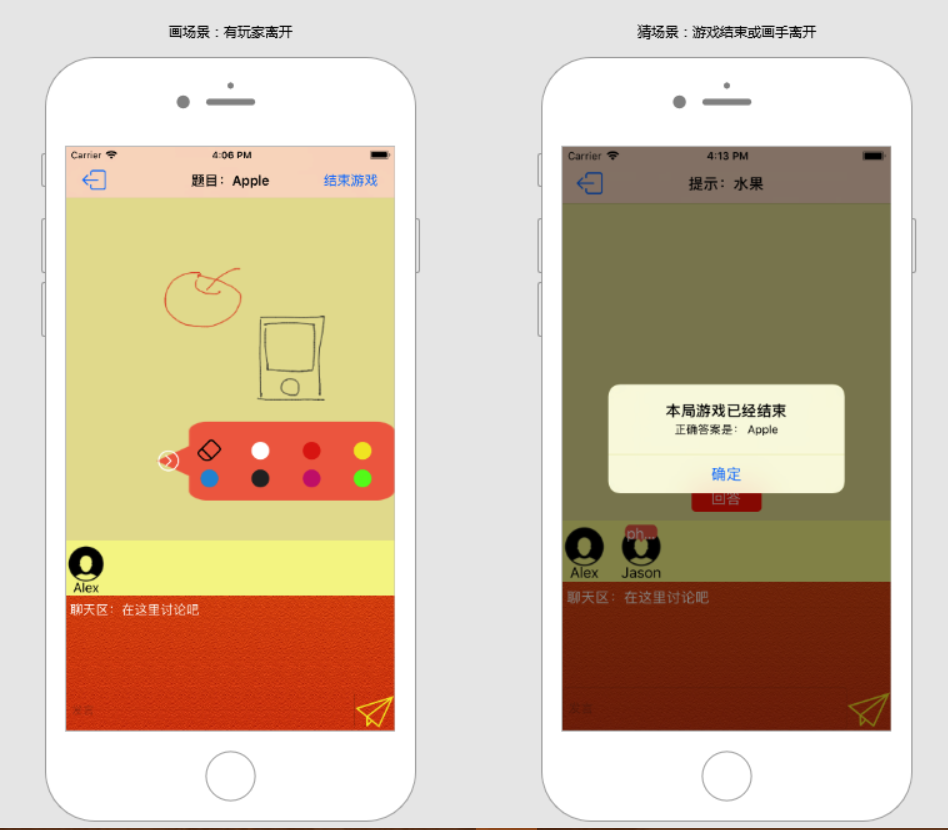 画场景：有玩家离开
猜场景：游戏结束或画手离开
Carrier
4:06 PM
题目：Apple
结束游戏
Alex
聊天区：在这里讨论吧
Carrier
4:13 PM
提示：水果
本局游戏已经结束
正确答案是： Apple
确定
回答
ph...
Alex
Jason
聊天区：在这里讨论吧